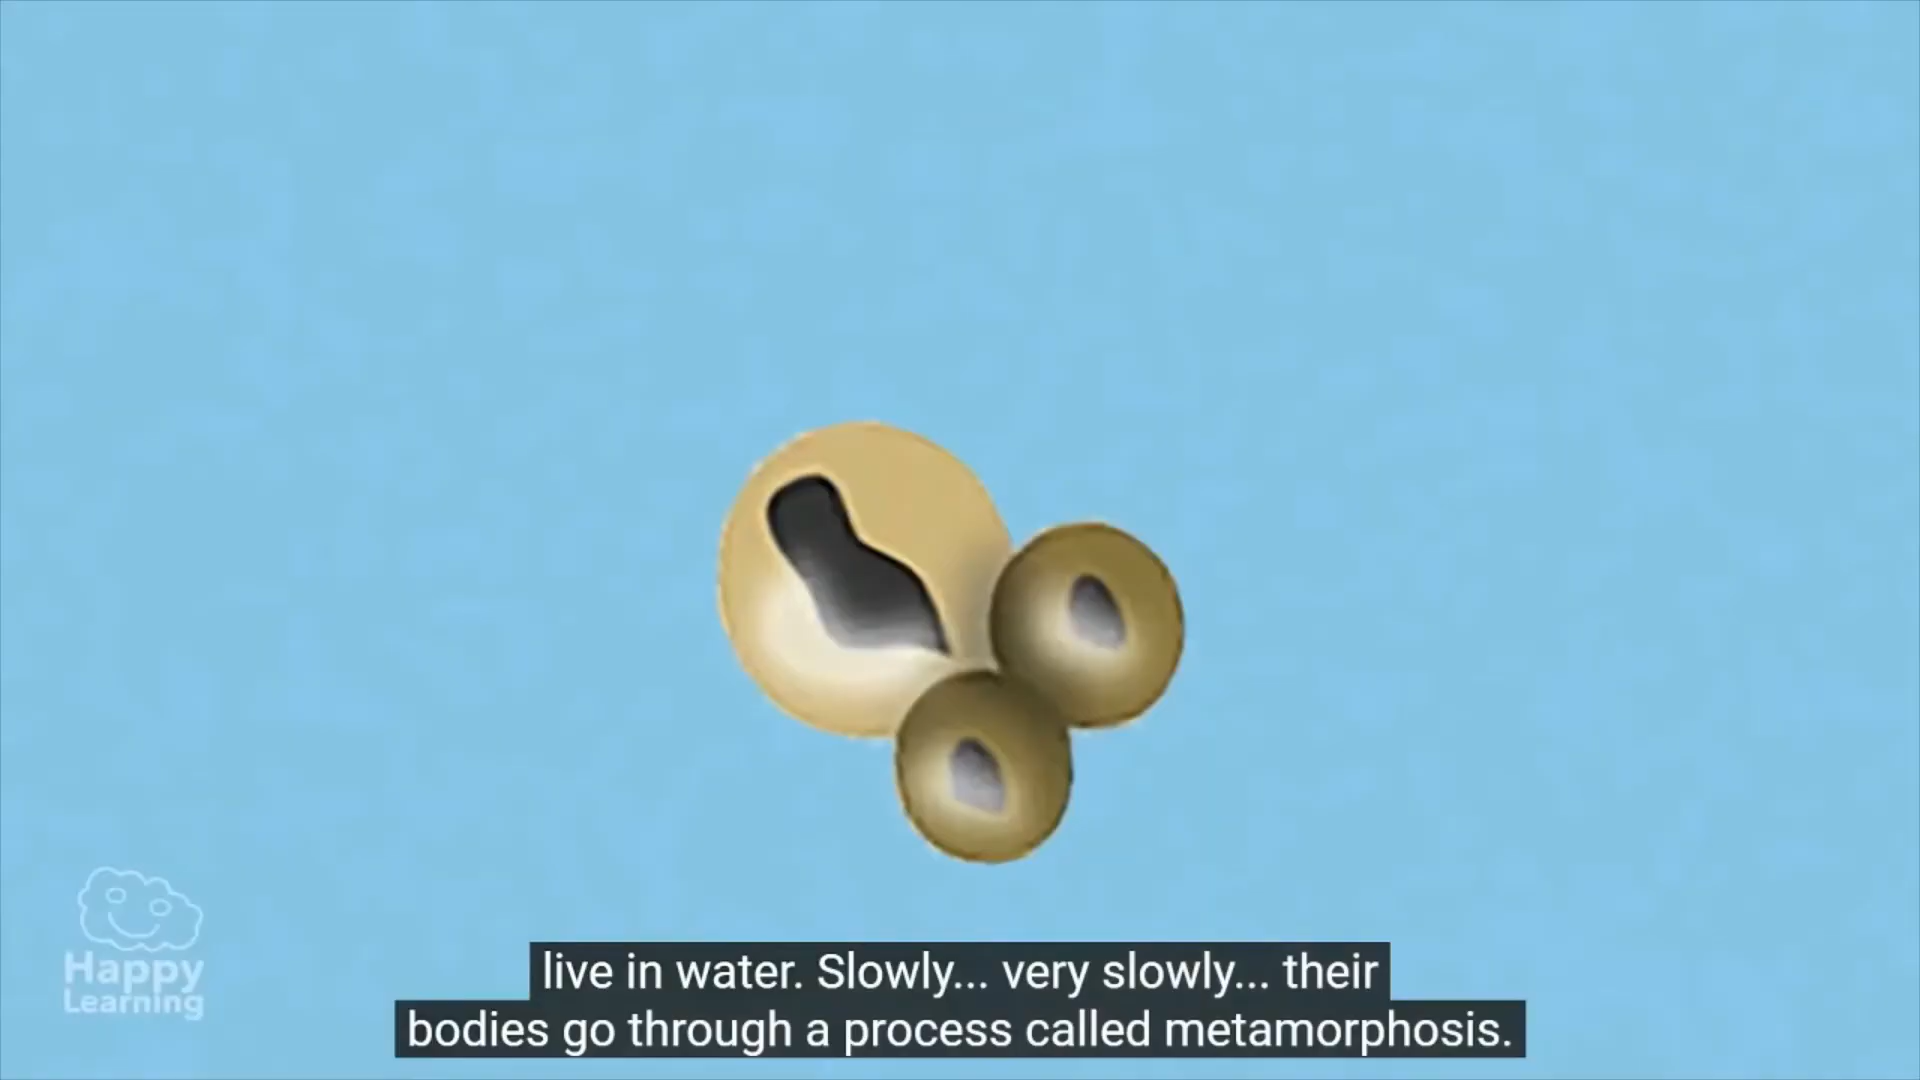 Happy
Learning
live in water. Slowly... very slowly... their
bodies go through a process called metamorphosis.